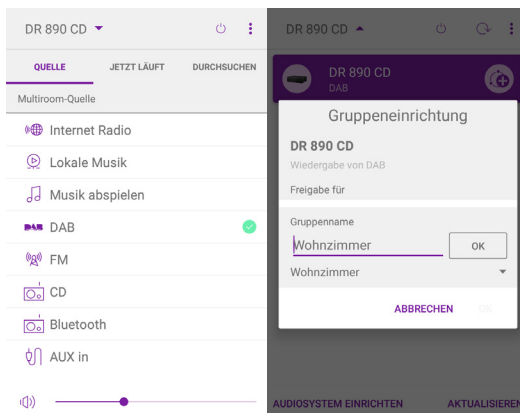 DR 890 CD
QUELLE JETZT LÄUFT DURCHSUCHEN
Multiroom-Quelle
Internet Radio
Lokale Musik
Musik abspielen
DAB DAB
FM
CD
Bluetooth
AUX in
DR 890 CD
DR 890 CD
DAB
Gruppeneinrichtung
DR 890 CD
Wiedergabe von DAB
Freigabe für
Gruppenname
Wohnzimmer OK
Wohnzimmer
ABBRECHEN OK
AUDIOSYSTEM EINRICHTEN AKTUALISIEREN